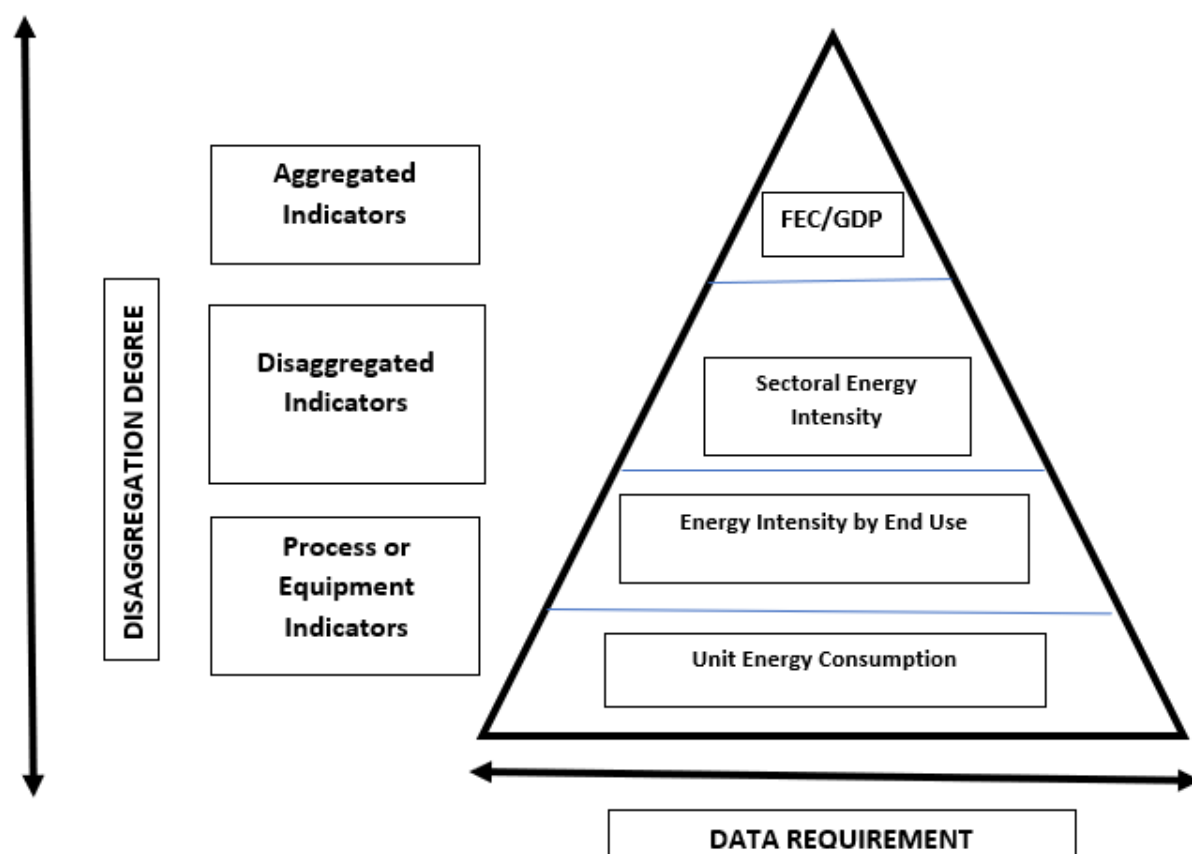 Aggregated
Indicators
FEC/GDP
DISAGGREGATION DEGREE
Disaggregated
Indicators
Sectoral Energy
Intensity
Process or
Equipment
Indicators
Energy Intensity by End Use
Unit Energy Consumption
DATA REQUIREMENT